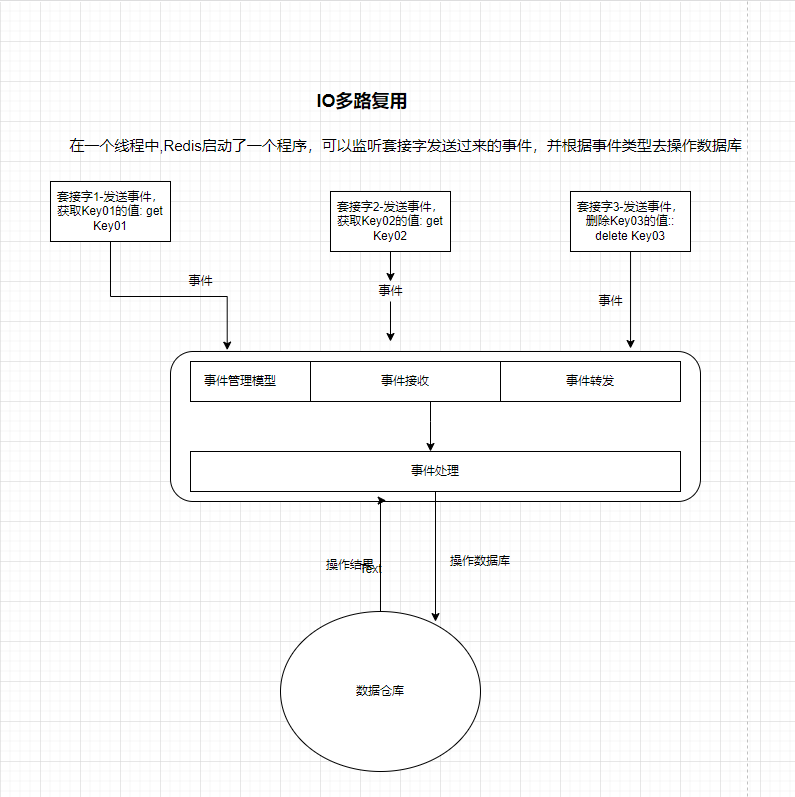 IO多路复用
在一个线程中,Redis启动了一个程序，可以监听套接字发送过来的事件，并根据事件类型去操作数据库
套接字1-发送事件，
获取Key01的值: get
Key01
套接字2-发送事件，
获取Key02的值: get
Key02
套接字3-发送事件，
删除Key03的值::
delete Key03
事件
事件
事件
事件管理模型
事件接收
事件转发
事件处理
操作结果
Text
操作数据库
数据仓库